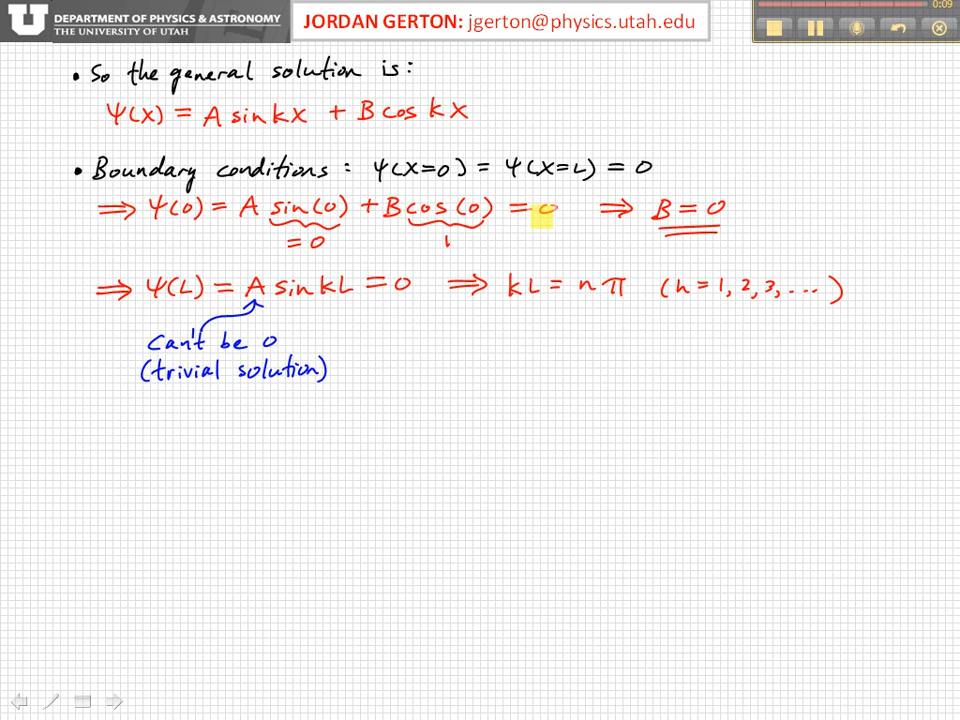 U DEPARTMENT OF PHYSICS & ASTRONOMY
THE UNIVERSITY OF UTAH
JORDAN GERTON: jgerton@physics.utah.edu
0:09
• So the general solution is:
Ψ(x) = A sin kx + B cos kx
• Boundary conditions: Ψ(x=0) = Ψ(x=L) = 0
⇒ Ψ(0) = A sin(0) + B cos(0) = 0 ⇒ B = 0
= 0 1
⇒ Ψ(L) = A sin kL = 0 ⇒ kL = nπ (n = 1, 2, 3, ...)
Can't be 0
(trivial solution)